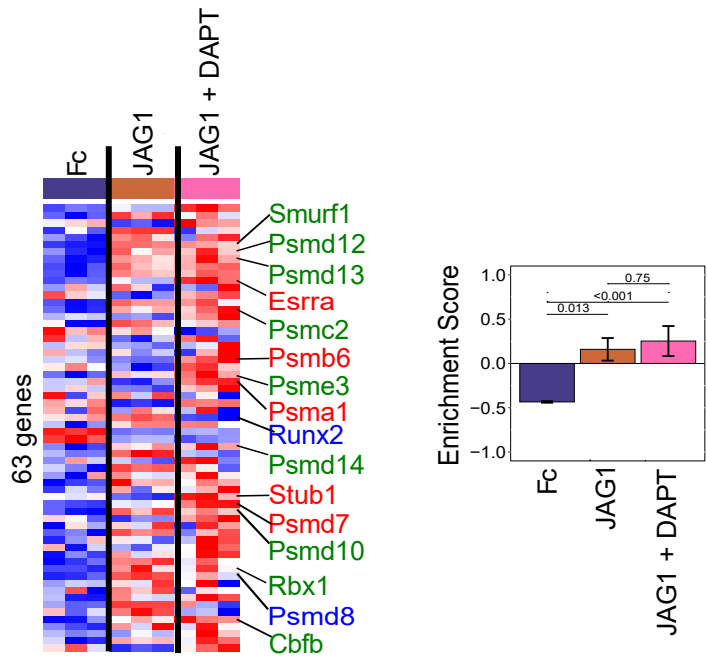 Fc
JAG1
JAG1 + DAPT
63 genes
Smurf1
Psmd12
Psmd13
Esrra
Psmc2
Psmb6
Psme3
Psma1
Runx2
Psmd14
Stub1
Psmd7
Psmd10
Rbx1
Psmd8
Cbfb
Enrichment Score
1.0
0.5
0.0
−0.5
−1.0
0.75
<0.001
0.013
Fc
JAG1
JAG1 + DAPT